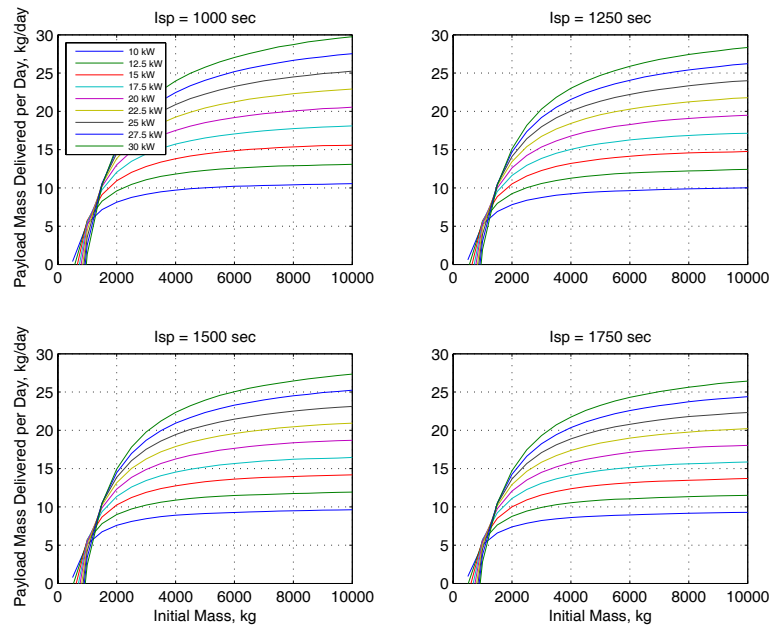 Isp = 1000 sec
Payload Mass Delivered per Day, kg/day
30
25
20
15
10
5
0
10 kW
12.5 kW
15 kW
17.5 kW
20 kW
22.5 kW
25 kW
27.5 kW
30 kW
0 2000 4000 6000 8000 10000
Isp = 1250 sec
30
25
20
15
10
5
0
0 2000 4000 6000 8000 10000
Isp = 1500 sec
Payload Mass Delivered per Day, kg/day
30
25
20
15
10
5
0
0 2000 4000 6000 8000 10000
Initial Mass, kg
Isp = 1750 sec
30
25
20
15
10
5
0
0 2000 4000 6000 8000 10000
Initial Mass, kg